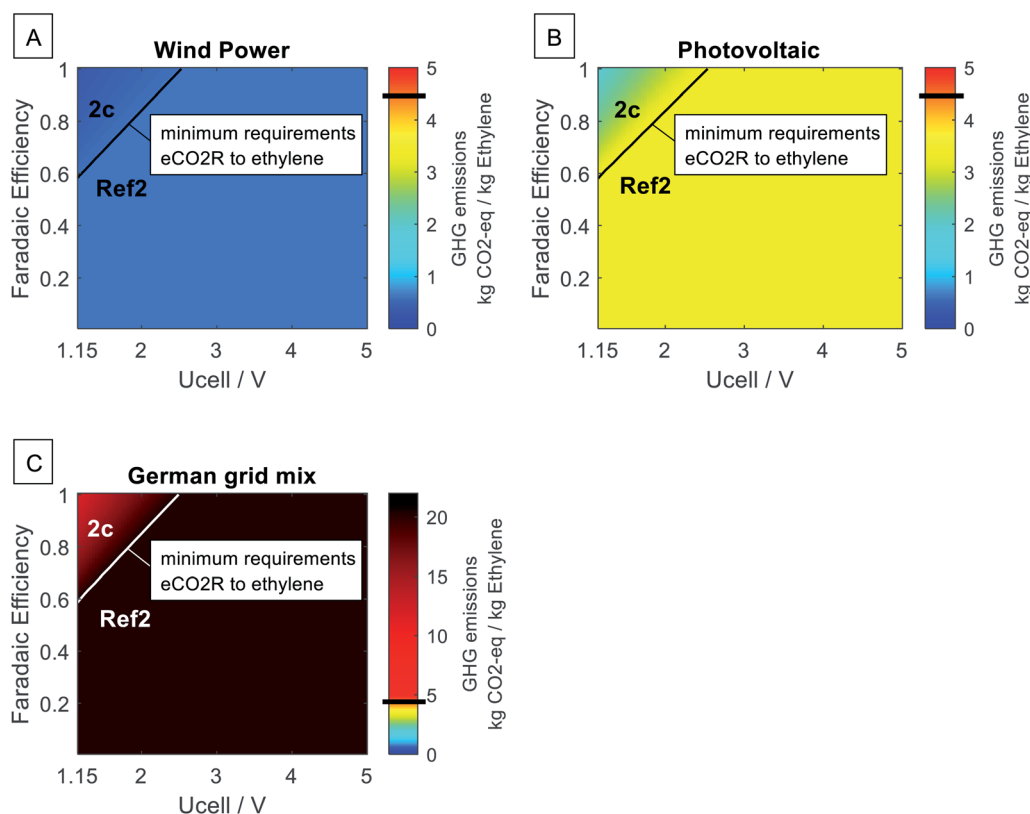 A
Wind Power
Faradaic Efficiency
1
0.8
0.6
0.4
0.2
2c
minimum requirements
eCO2R to ethylene
Ref2
1.15 2 3 4 5
Ucell / V
5
4
3
2
1
0
GHG emissions
kg CO2-eq / kg Ethylene
B
Photovoltaic
Faradaic Efficiency
1
0.8
0.6
0.4
0.2
2c
minimum requirements
eCO2R to ethylene
Ref2
1.15 2 3 4 5
Ucell / V
5
4
3
2
1
0
GHG emissions
kg CO2-eq / kg Ethylene
C
German grid mix
Faradaic Efficiency
1
0.8
0.6
0.4
0.2
2c
minimum requirements
eCO2R to ethylene
Ref2
1.15 2 3 4 5
Ucell / V
20
15
10
5
0
GHG emissions
kg CO2-eq / kg Ethylene